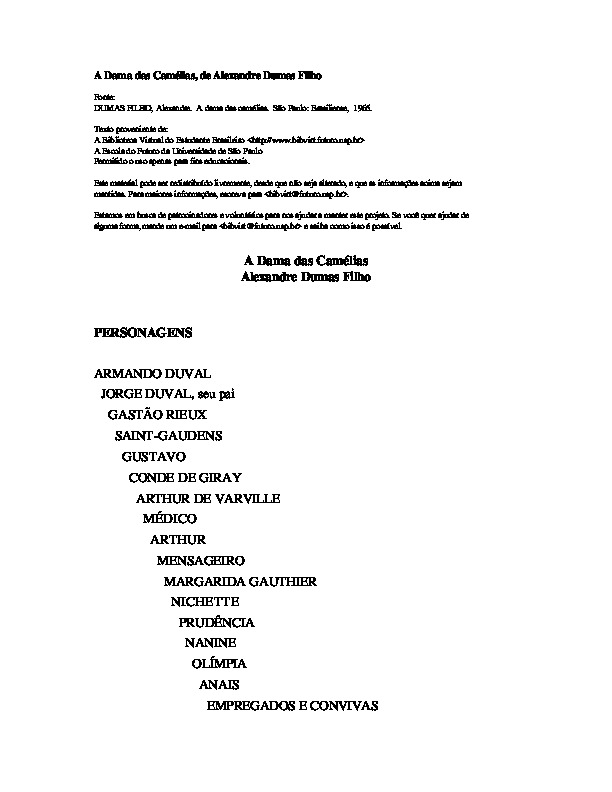 A Dama das Camélias, de Alexandre Dumas Filho
Fonte:
DUMAS FILHO, Alexandre. A dama das camélias. São Paulo: Brasiliense, 1965.
Texto proveniente de:
A Biblioteca Virtual do Estudante Brasileiro <http://www.bibvirt.futuro.usp.br>
A Escola do Futuro da Universidade de São Paulo
Permitido o uso apenas para fins educacionais.
Este material pode ser redistribuído livremente, desde que não seja alterado, e que as informações acima sejam
mantidas. Para maiores informações, escreva para <bibvirt@futuro.usp.br>.
Estamos em busca de patrocinadores e voluntários para nos ajudar a manter este projeto. Se você quer ajudar de
alguma forma, mande um e-mail para <bibvirt@futuro.usp.br> e saiba como isso é possível.
A Dama das Camélias
Alexandre Dumas Filho
PERSONAGENS
ARMANDO DUVAL
JORGE DUVAL, seu pai
GASTÃO RIEUX
SAINT-GAUDENS
GUSTAVO
CONDE DE GIRAY
ARTHUR DE VARVILLE
MÉDICO
ARTHUR
MENSAGEIRO
MARGARIDA GAUTHIER
NICHETTE
PRUDÊNCIA
NANINE
OLÍMPIA
ANAIS
EMPREGADOS E CONVIVAS